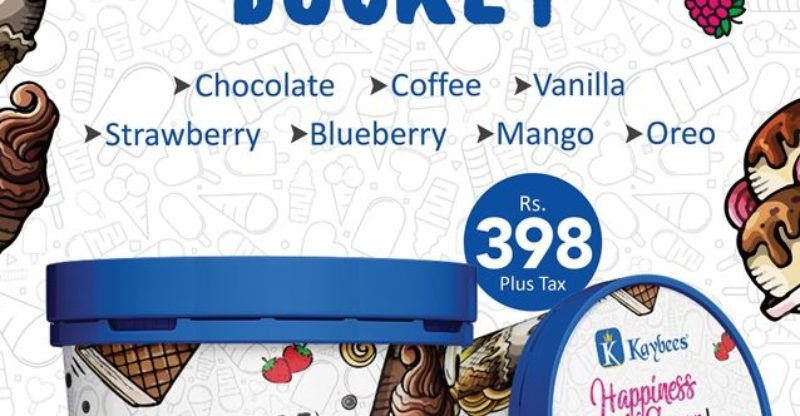 ➤Chocolate ➤Coffee ➤Vanilla
➤Strawberry ➤Blueberry ➤Mango ➤Oreo
Rs.
398
Plus Tax
K Kaybees
Happiness